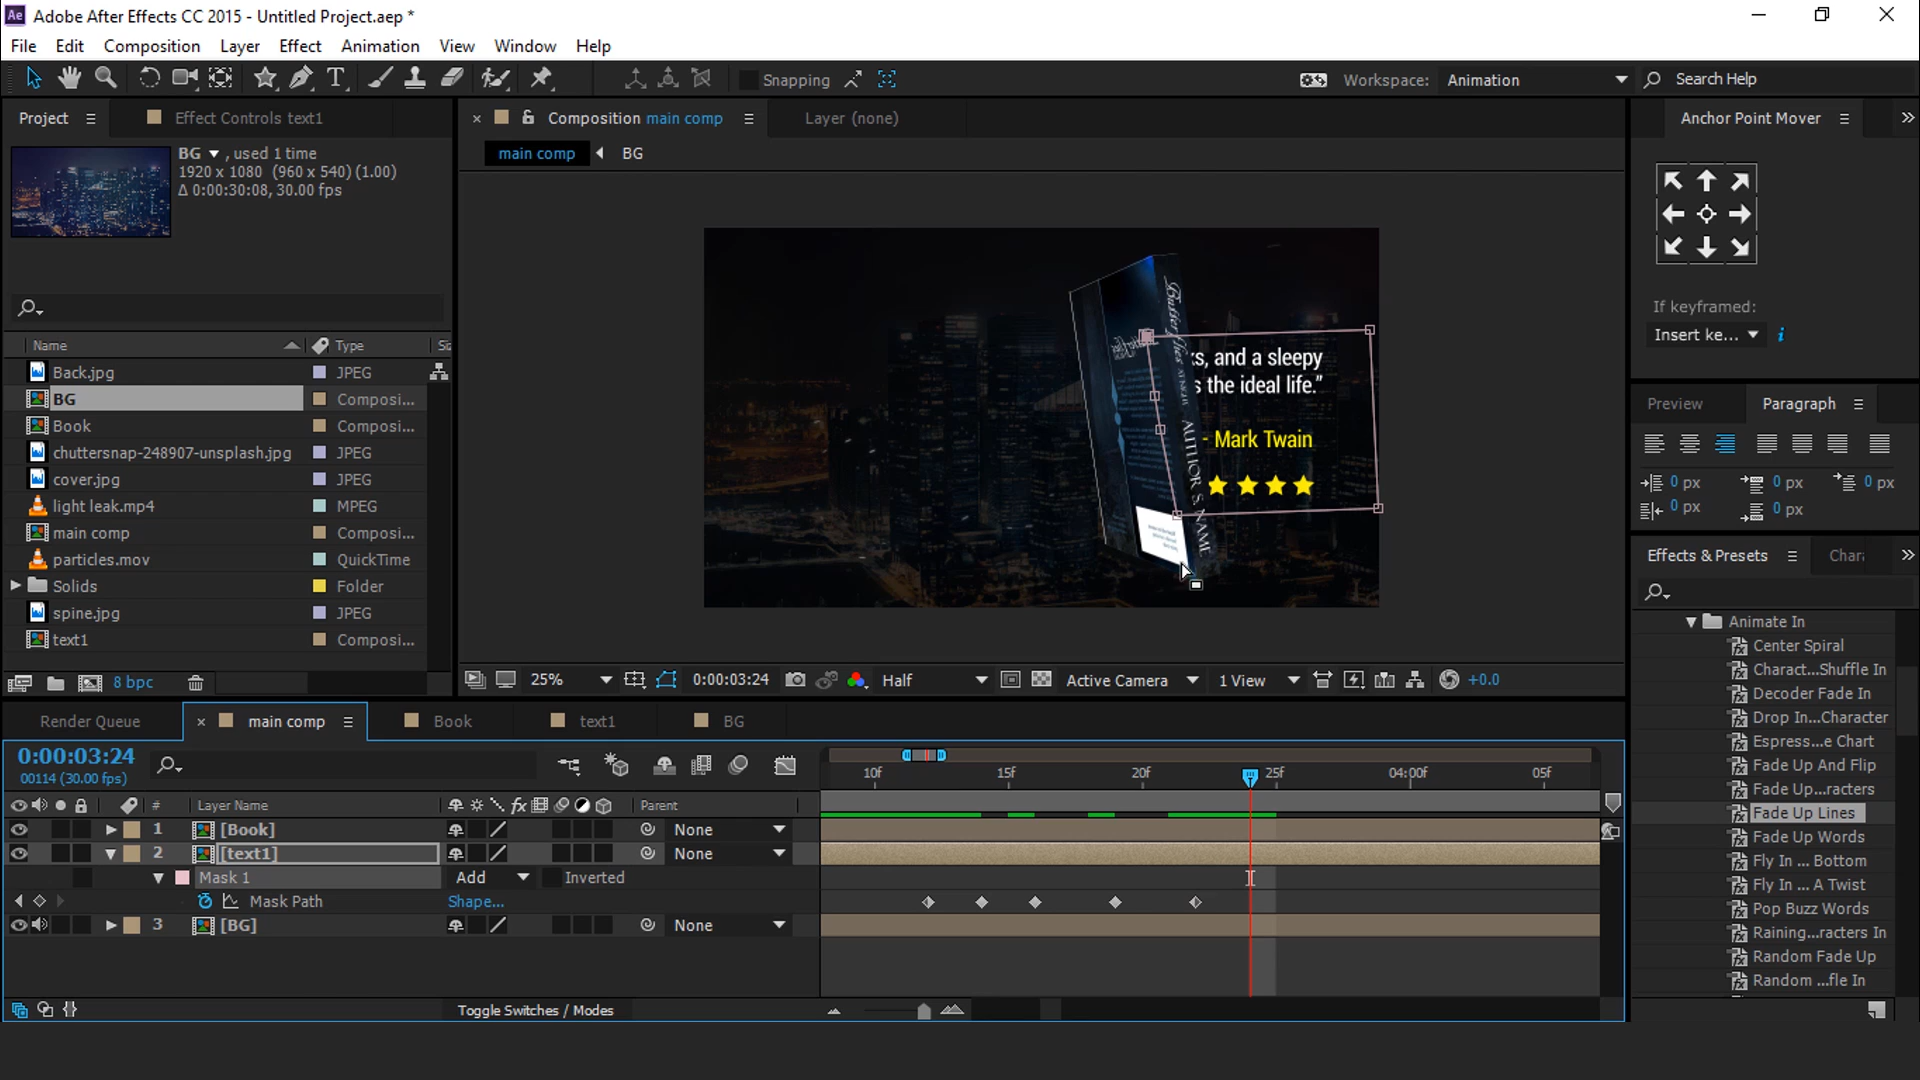 Adobe After Effects CC 2015 - Untitled Project.aep *
File Edit Composition Layer Effect Animation View Window Help
Snapping
Workspace: Animation
Search Help
Project
Effect Controls text1
BG , used 1 time
1920 x 1080 (960 x 540) (1.00)
Δ 0:00:30:08, 30.00 fps
Name Type Si
Back.jpg JPEG
BG Composi...
Book Composi...
chuttersnap-248907-unsplash.jpg JPEG
cover.jpg JPEG
light leak.mp4 MPEG
main comp Composi...
particles.mov QuickTime
Solids Folder
spine.jpg JPEG
text1 Composi...
8 bpc
Composition main comp
Layer (none)
main comp BG
ks, and a sleepy
s the ideal life.”
- Mark Twain
Butterflies
AUTHOR S. NAME
25% 0:00:03:24 Half Active Camera 1 View +0.0
Anchor Point Mover
If keyframed:
Insert ke...
Preview Paragraph
0 px 0 px 0 px
0 px 0 px
Effects & Presets Char
Animate In
Center Spiral
Charact...Shuffle In
Decoder Fade In
Drop In...Character
Espress...e Chart
Fade Up And Flip
Fade Up...racters
Fade Up Lines
Fade Up Words
Fly In ... Bottom
Fly In ... A Twist
Pop Buzz Words
Raining...racters In
Random Fade Up
Random ...fle In
Render Queue main comp Book text1 BG
0:00:03:24
00114 (30.00 fps)
10f 15f 20f 25f 04:00f 05f
# Layer Name fx Parent
1 [Book] None
2 [text1] None
Mask 1 Add Inverted
Mask Path Shape...
3 [BG] None
Toggle Switches / Modes